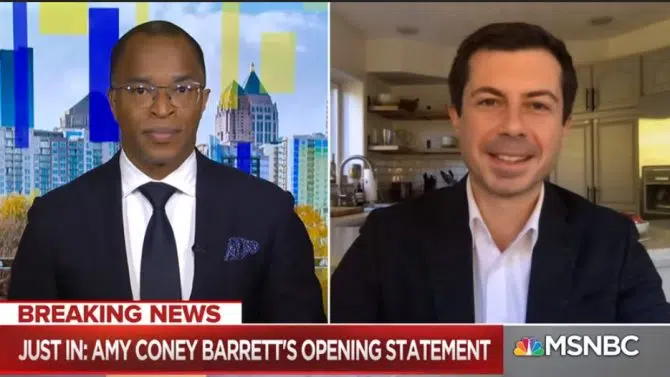 BREAKING NEWS
JUST IN: AMY CONEY BARRETT'S OPENING STATEMENT
MSNBC